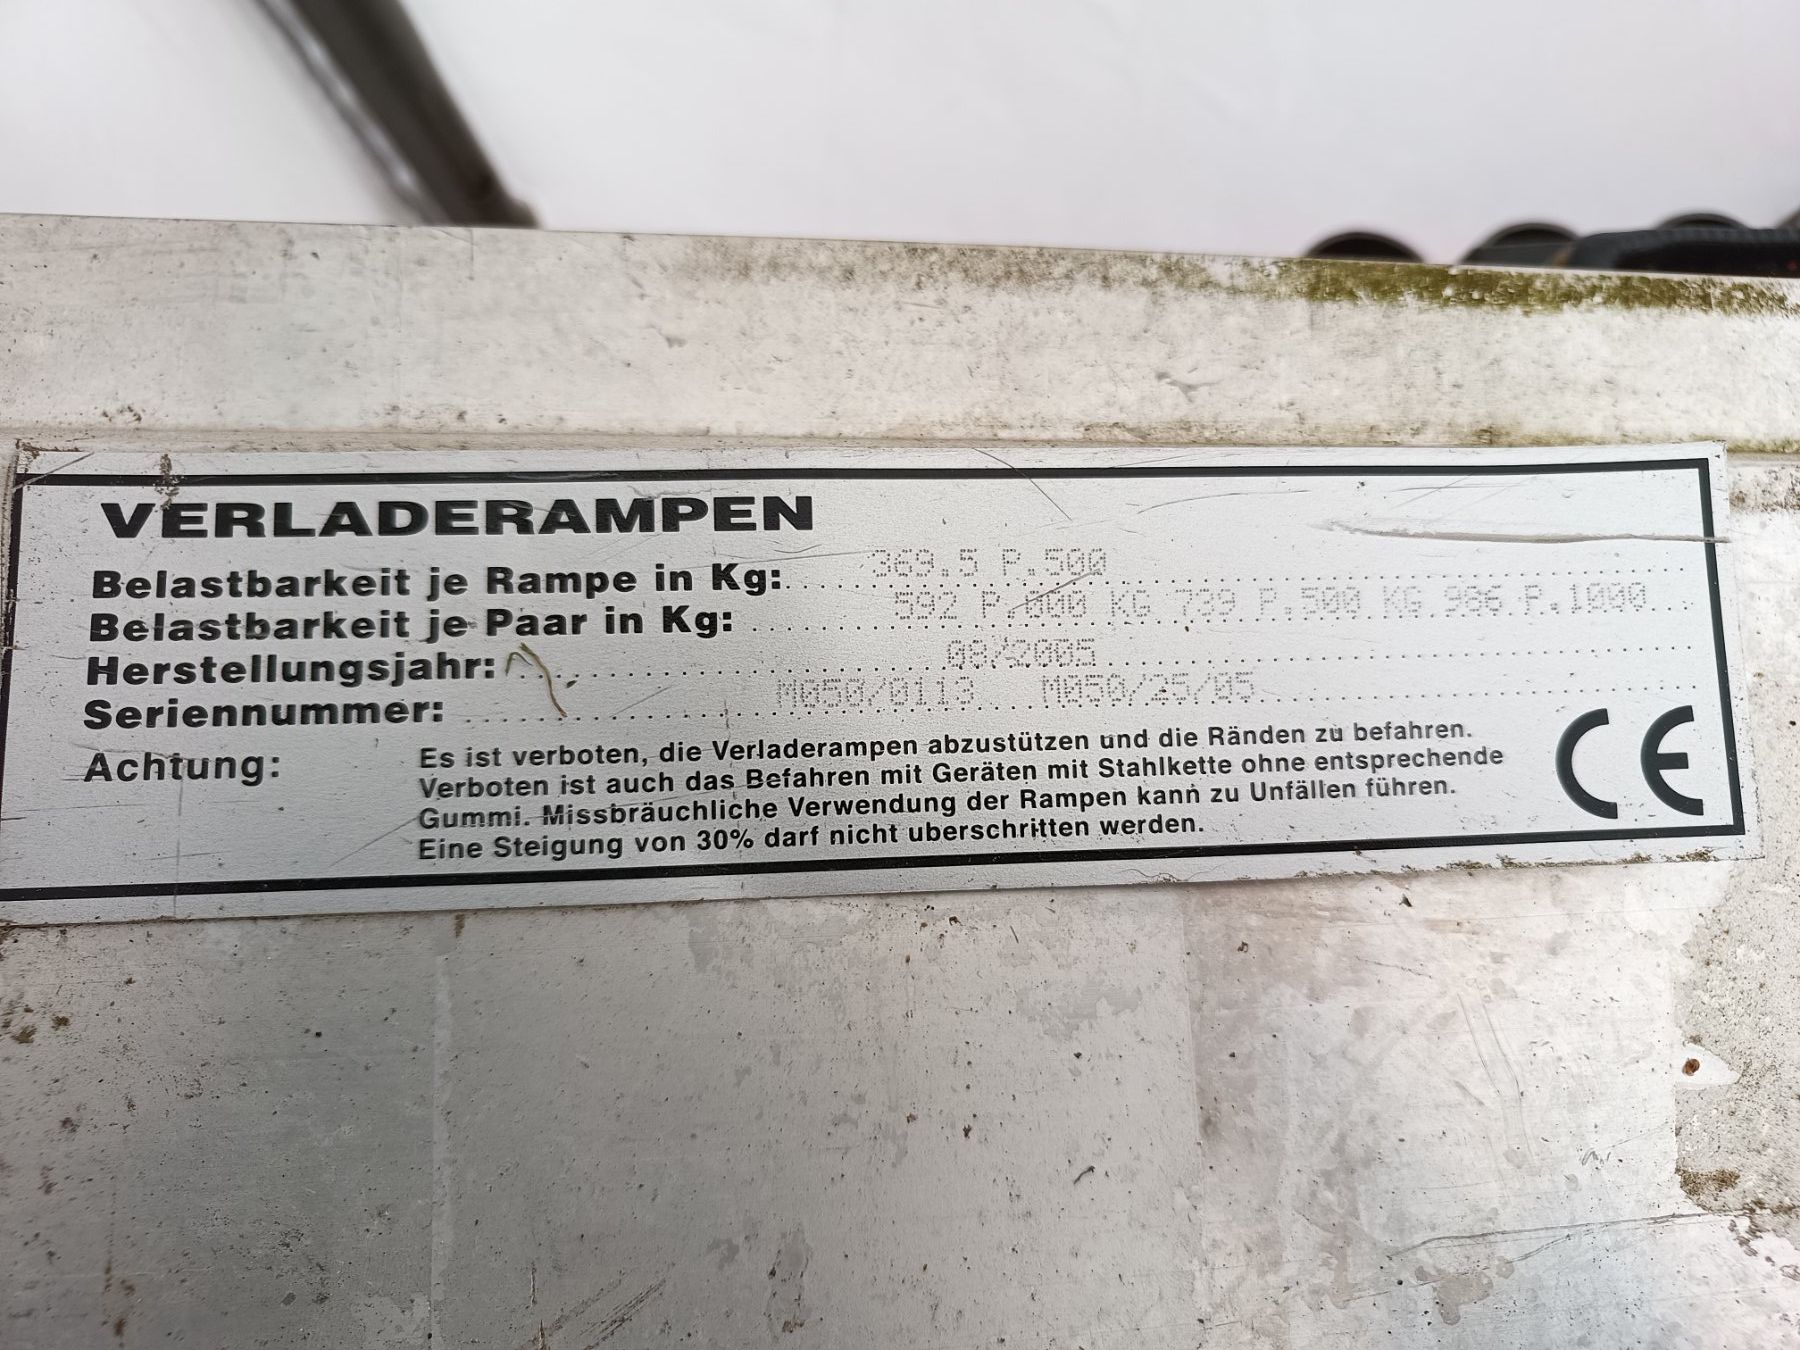 VERLADERAMPEN
Belastbarkeit je Rampe in Kg: 369.5 P.500
Belastbarkeit je Paar in Kg: 592 P. KG 739 P.500 KG 986 P.1000
Herstellungsjahr: 08/2005
Seriennummer: M050/0113 M050/25/05
Achtung: Es ist verboten, die Verladerampen abzustützen und die Ränden zu befahren.
Verboten ist auch das Befahren mit Geräten mit Stahlkette ohne entsprechende
Gummi. Missbräuchliche Verwendung der Rampen kann zu Unfällen führen.
Eine Steigung von 30% darf nicht uberschritten werden.
CE